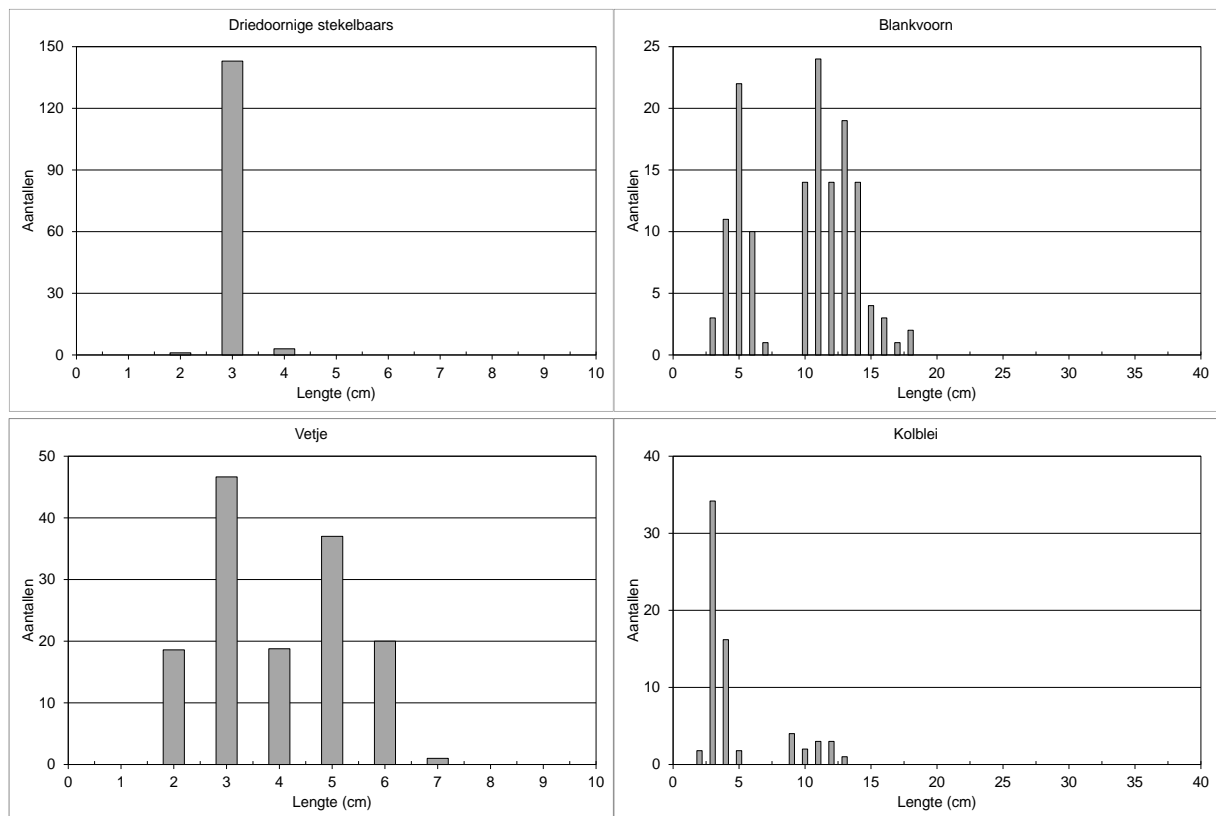 Driedoornige stekelbaars
150
120
90
60
30
0
Aantallen
0 1 2 3 4 5 6 7 8 9 10
Lengte (cm)
Blankvoorn
25
20
15
10
5
0
Aantallen
0 5 10 15 20 25 30 35 40
Lengte (cm)
Vetje
50
40
30
20
10
0
Aantallen
0 1 2 3 4 5 6 7 8 9 10
Lengte (cm)
Kolblei
40
30
20
10
0
Aantallen
0 5 10 15 20 25 30 35 40
Lengte (cm)